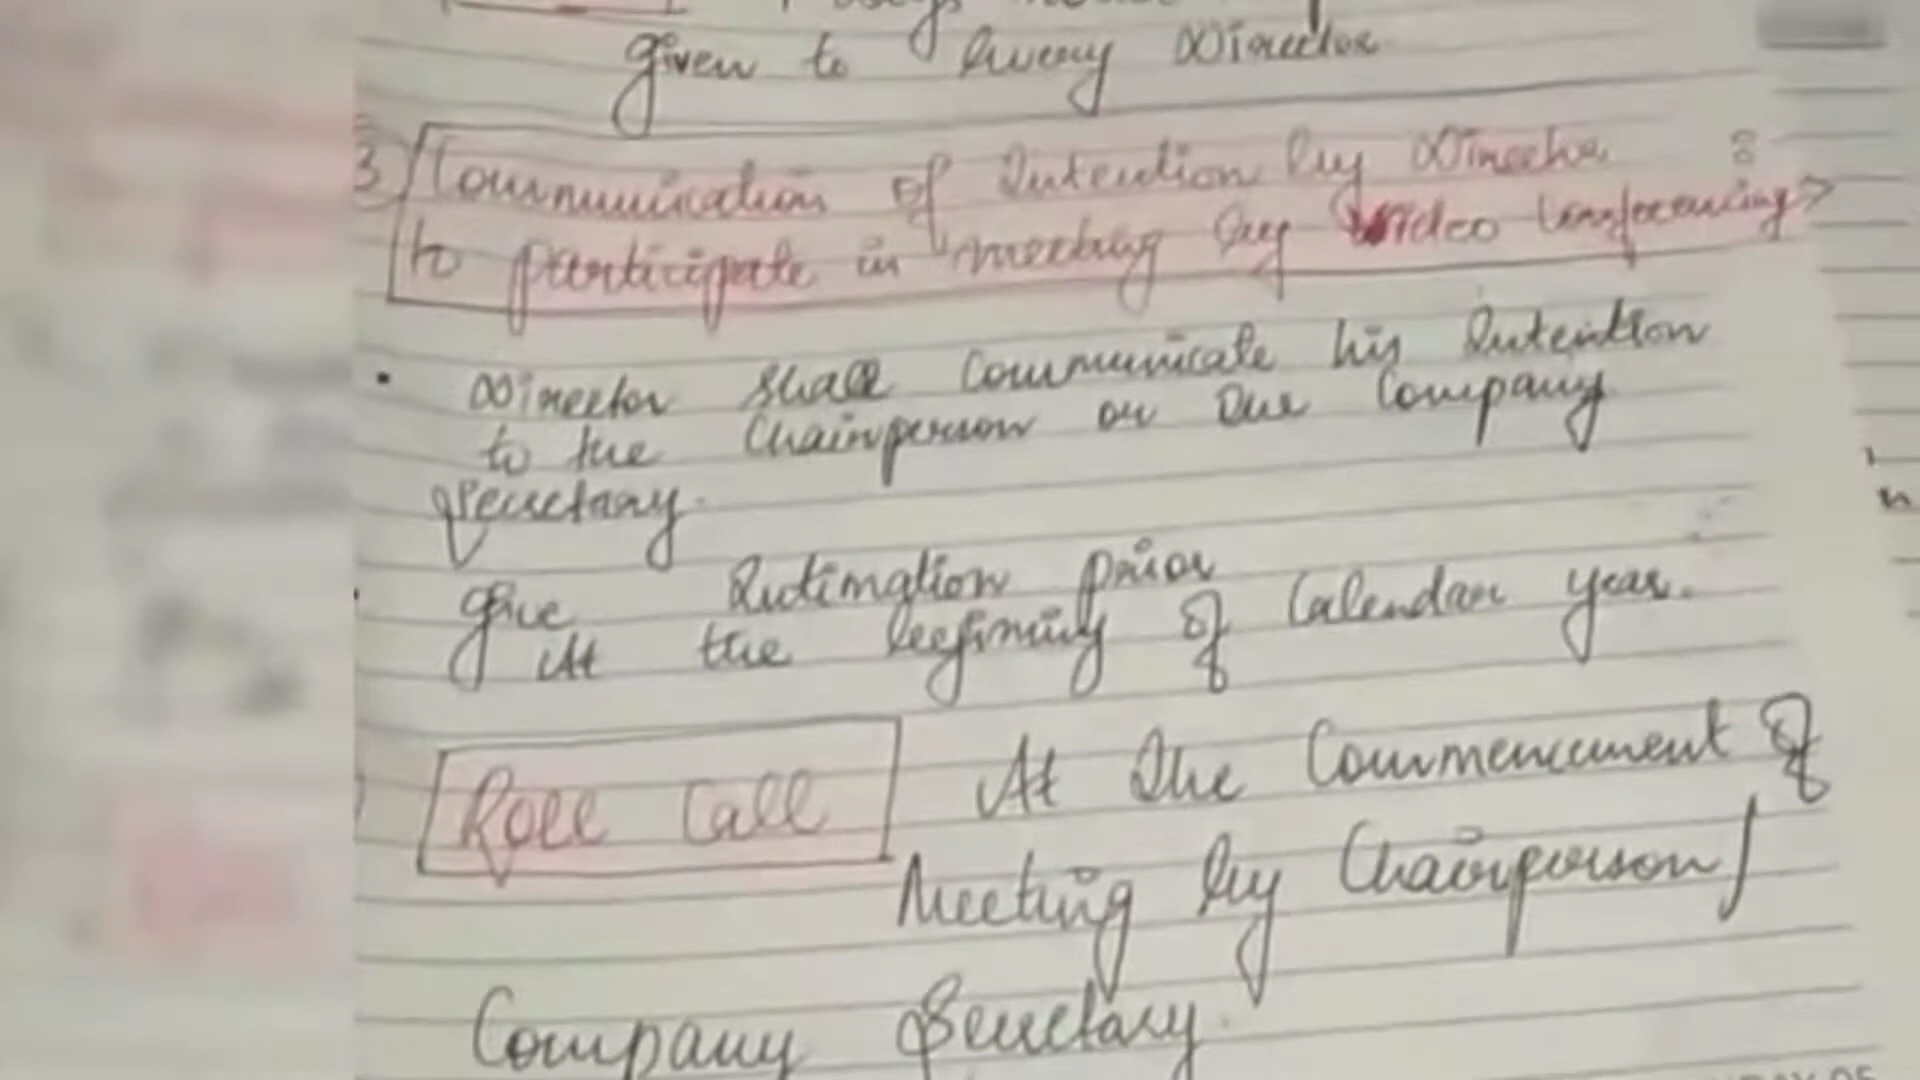 given to every Director
3) Communication of Intention by Director :
to participate in meeting by Video Conferencing>
• Director shall communicate his Intention
to the Chairperson or the Company
Secretary.
Give Intimation prior
At the beginning of Calendar year.
Roll Call At the Commencement of
Meeting by Chairperson/
Company Secretary.